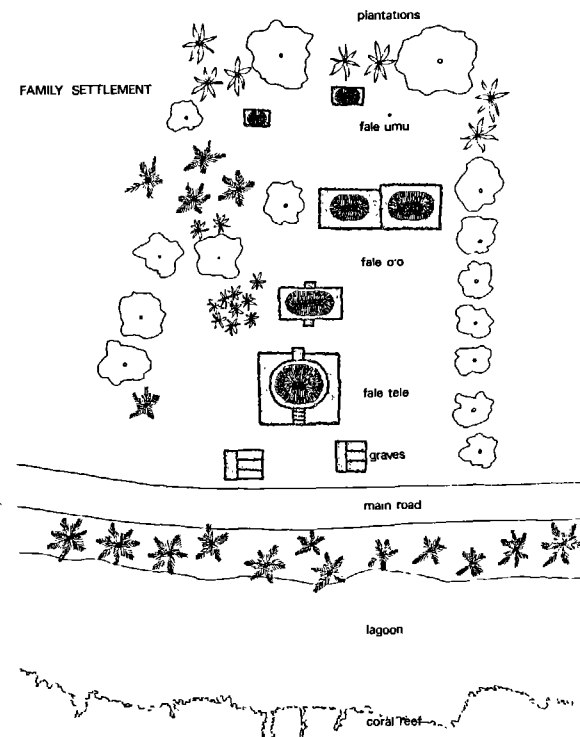 plantations
FAMILY SETTLEMENT
fale umu
fale o'o
fale tele
graves
main road
lagoon
coral reef